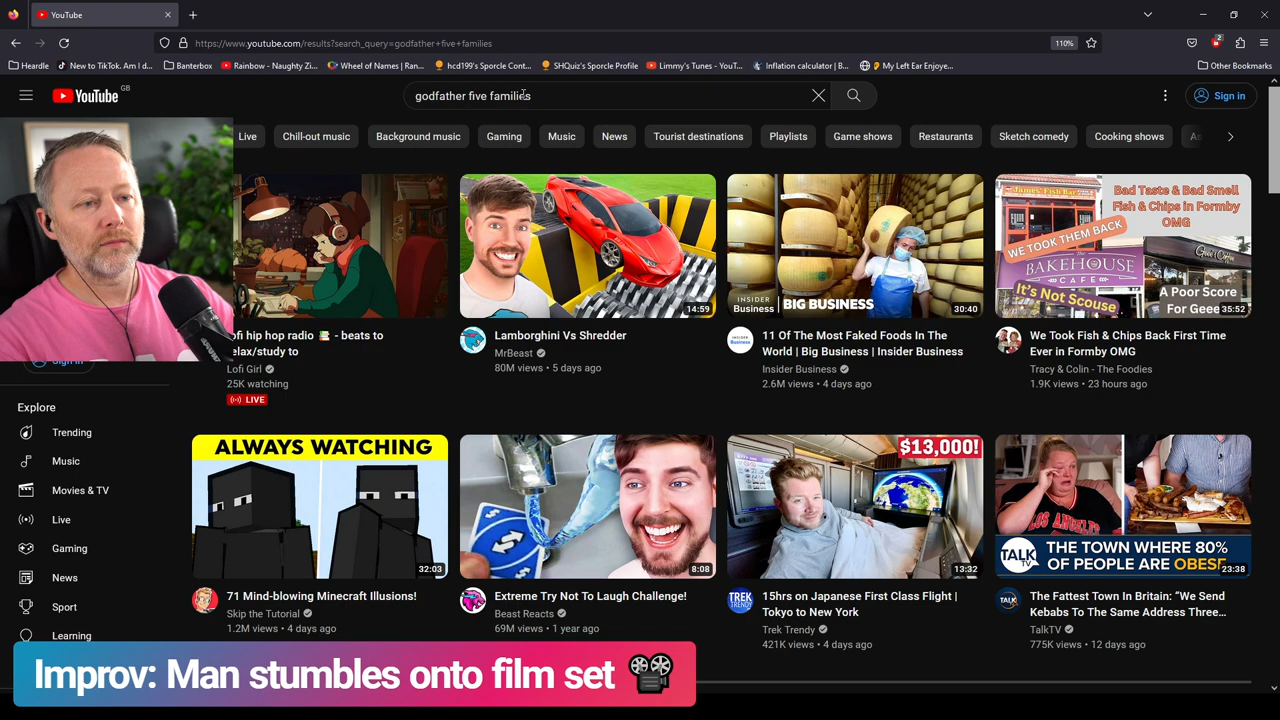 YouTube
https://www.youtube.com/results?search_query=godfather+five+families
110%
2
Heardle
New to TikTok. Am I d...
Banterbox
Rainbow - Naughty Zi...
Wheel of Names | Ran...
hcd199's Sporcle Cont...
SHQuiz's Sporcle Profile
Limmy's Tunes - YouT...
Inflation calculator | B...
My Left Ear Enjoye...
Other Bookmarks
YouTube
GB
godfather five families
Sign in
Live
Chill-out music
Background music
Gaming
Music
News
Tourist destinations
Playlists
Game shows
Restaurants
Sketch comedy
Cooking shows
14:59
INSIDER
Business
BIG BUSINESS
30:40
James' Fish Bar
Bad Taste & Bad Smell
Fish & Chips in Formby
OMG
WE TOOK THEM BACK
THE
BAKEHOUSE
CAFE
It's Not Scouse
A Poor Score
For Geee
35:52
ofi hip hop radio - beats to
elax/study to
Lofi Girl
25K watching
LIVE
Lamborghini Vs Shredder
MrBeast
80M views • 5 days ago
11 Of The Most Faked Foods In The
World | Big Business | Insider Business
Insider Business
2.6M views • 4 days ago
We Took Fish & Chips Back First Time
Ever in Formby OMG
Tracy & Colin - The Foodies
1.9K views • 23 hours ago
Sign in
Explore
Trending
Music
Movies & TV
Live
Gaming
News
Sport
Learning
ALWAYS WATCHING
32:03
8:08
$13,000!
13:32
LOS ANGELES
TALK
TV
THE TOWN WHERE 80%
OF PEOPLE ARE OBESE
23:38
71 Mind-blowing Minecraft Illusions!
Skip the Tutorial
1.2M views • 4 days ago
Extreme Try Not To Laugh Challenge!
Beast Reacts
69M views • 1 year ago
15hrs on Japanese First Class Flight |
Tokyo to New York
Trek Trendy
421K views • 4 days ago
The Fattest Town In Britain: “We Send
Kebabs To The Same Address Three...
TalkTV
775K views • 12 days ago
Improv: Man stumbles onto film set